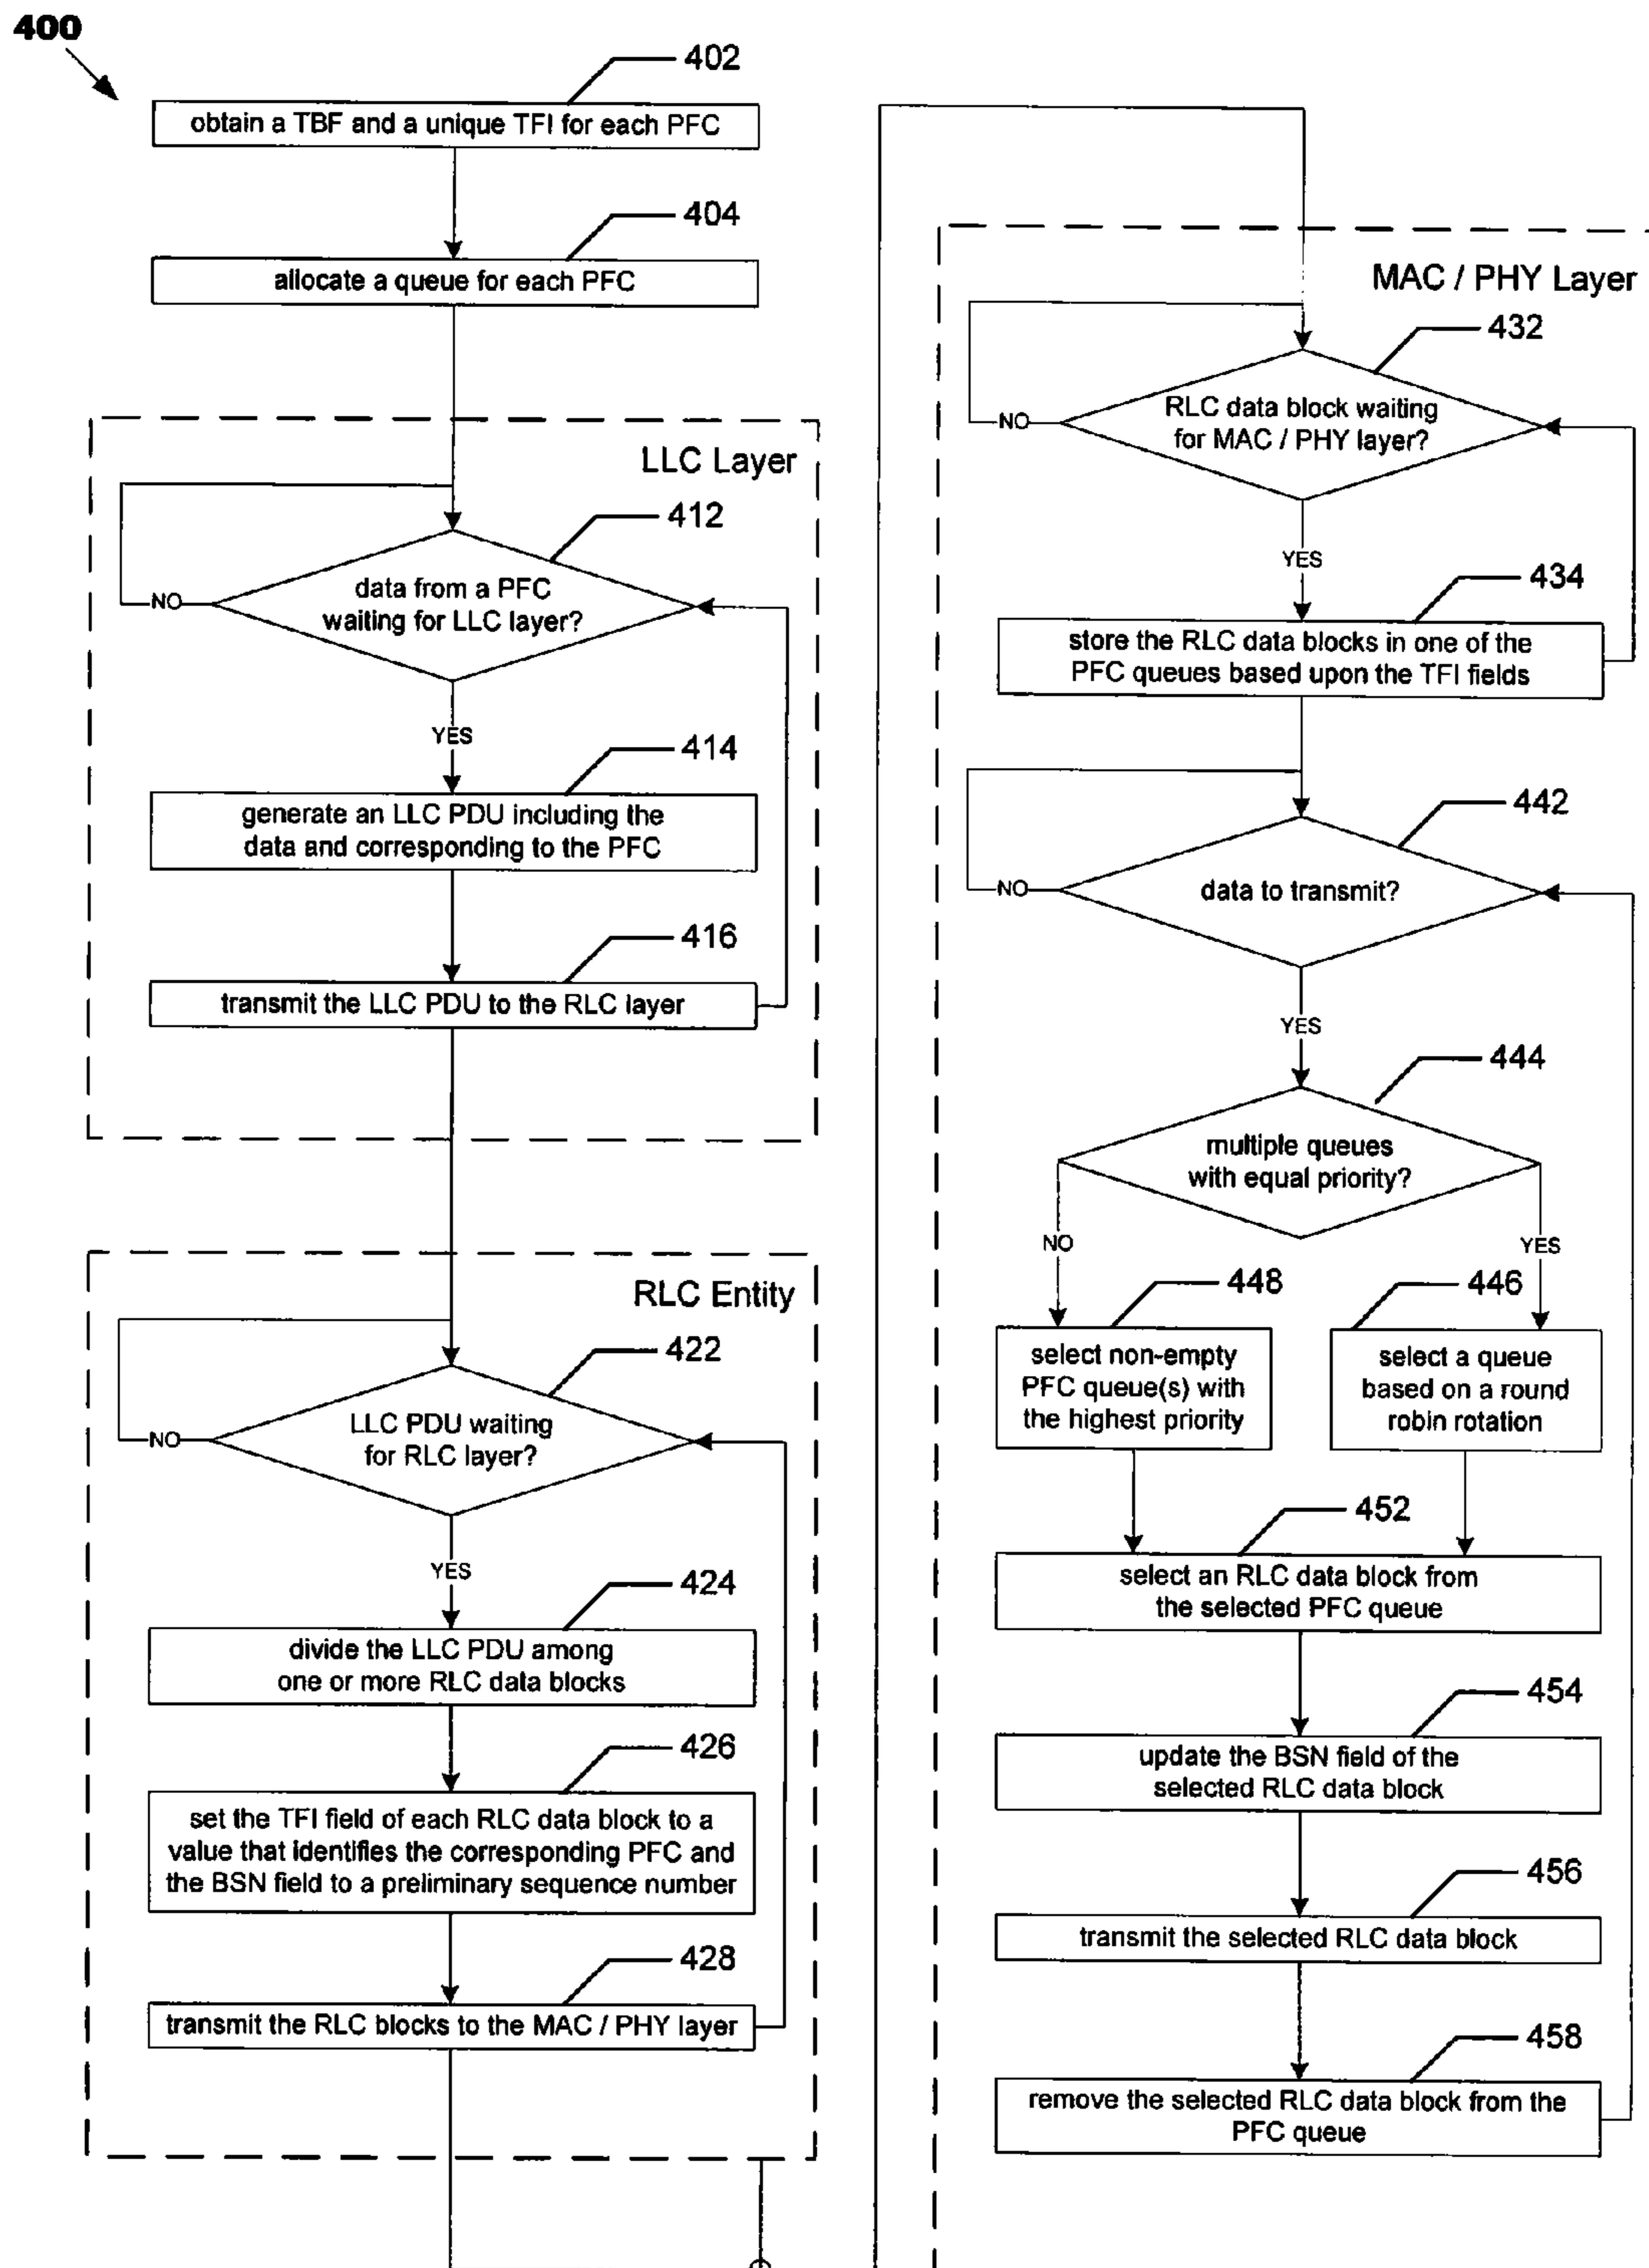 400
402
obtain a TBF and a unique TFI for each PFC
404
allocate a queue for each PFC
LLC Layer
412
data from a PFC
waiting for LLC layer?
NO
YES
414
generate an LLC PDU including the
data and corresponding to the PFC
416
transmit the LLC PDU to the RLC layer
RLC Entity
422
LLC PDU waiting
for RLC layer?
NO
YES
424
divide the LLC PDU among
one or more RLC data blocks
426
set the TFI field of each RLC data block to a
value that identifies the corresponding PFC and
the BSN field to a preliminary sequence number
428
transmit the RLC blocks to the MAC / PHY layer
MAC / PHY Layer
432
RLC data block waiting
for MAC / PHY layer?
NO
YES
434
store the RLC data blocks in one of the
PFC queues based upon the TFI fields
442
data to transmit?
NO
YES
444
multiple queues
with equal priority?
NO
YES
448
select non-empty
PFC queue(s) with
the highest priority
446
select a queue
based on a round
robin rotation
452
select an RLC data block from
the selected PFC queue
454
update the BSN field of the
selected RLC data block
456
transmit the selected RLC data block
458
remove the selected RLC data block from the
PFC queue